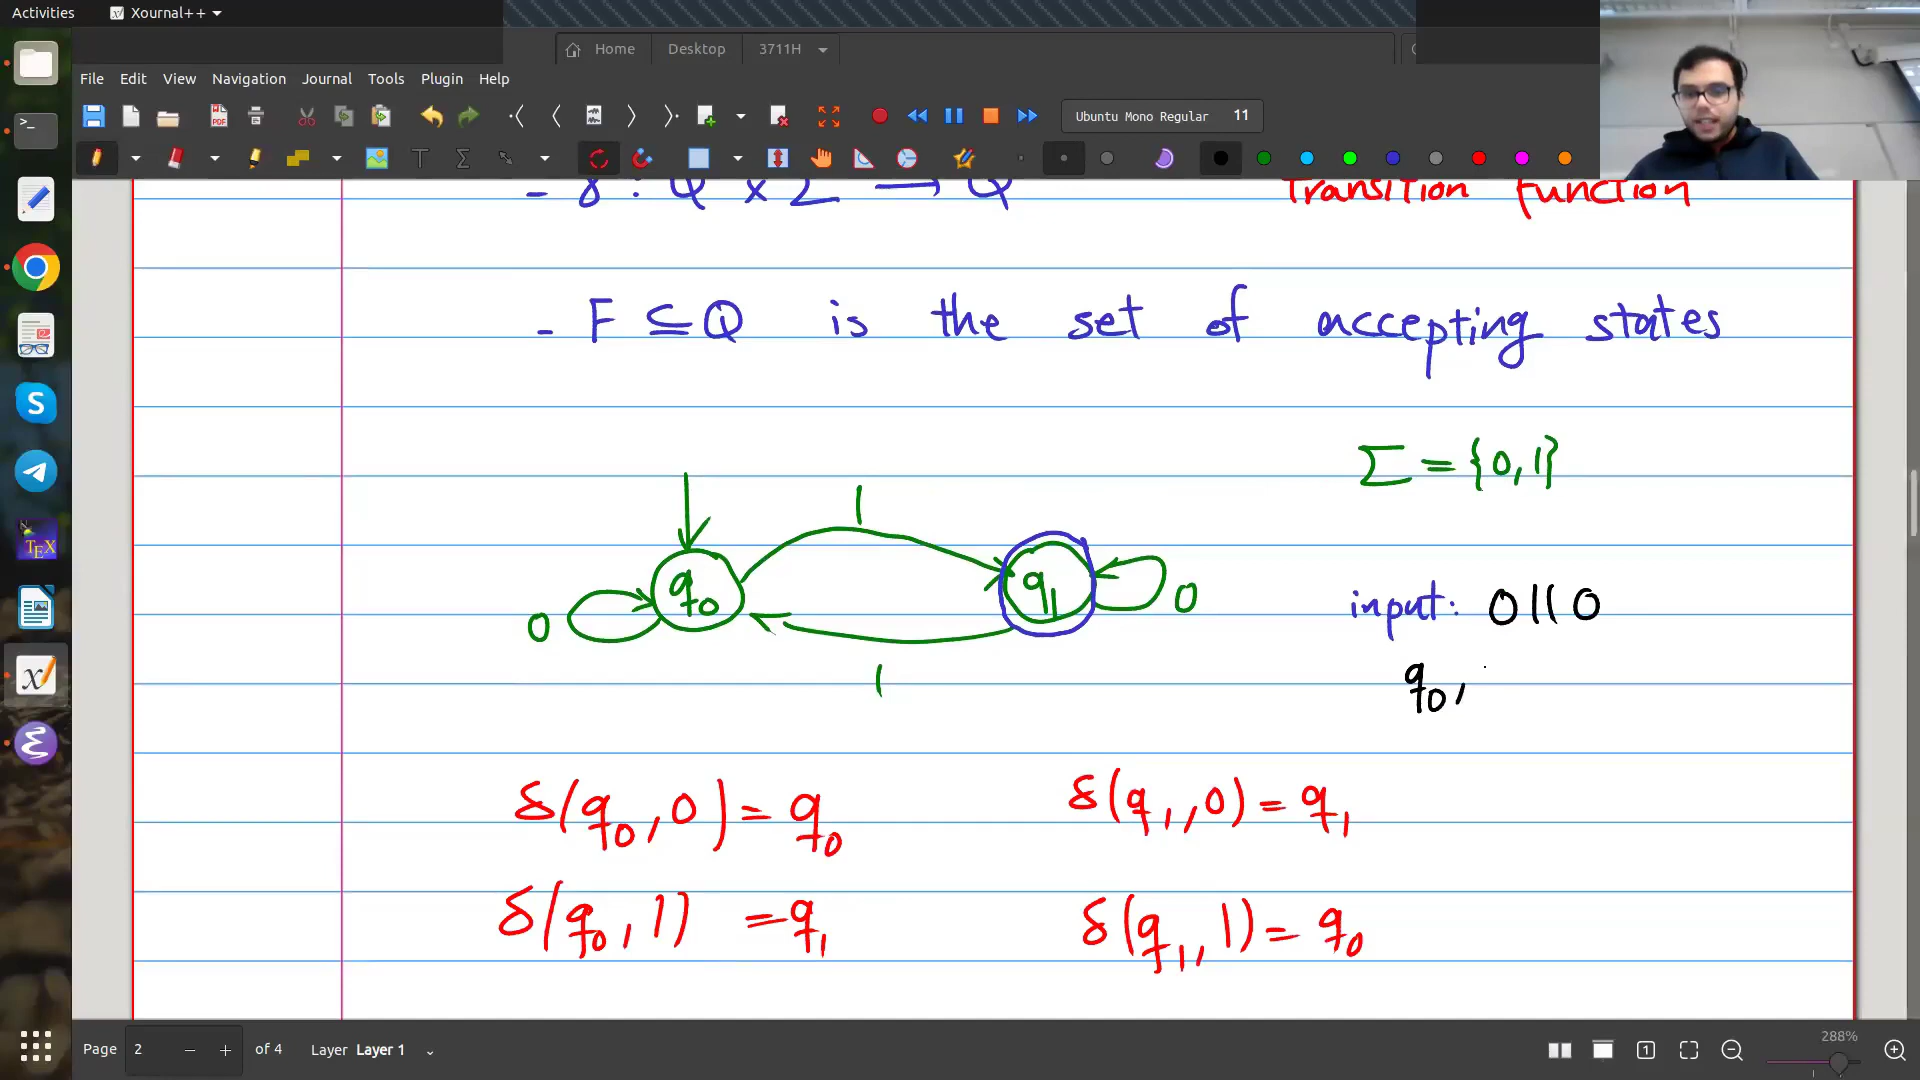 Activities Xournal++
Home Desktop 3711H
File Edit View Navigation Journal Tools Plugin Help
Ubuntu Mono Regular 11
- δ : Q × Σ → Q Transition Function
- F ⊆ Q is the set of accepting states
Σ = {0,1}
1
q0 q1
0 0
input: 0110
1
q0,
δ(q0,0) = q0 δ(q1,0) = q1
δ(q0,1) = q1 δ(q1,1) = q0
Page 2 − + of 4 Layer Layer 1
288%